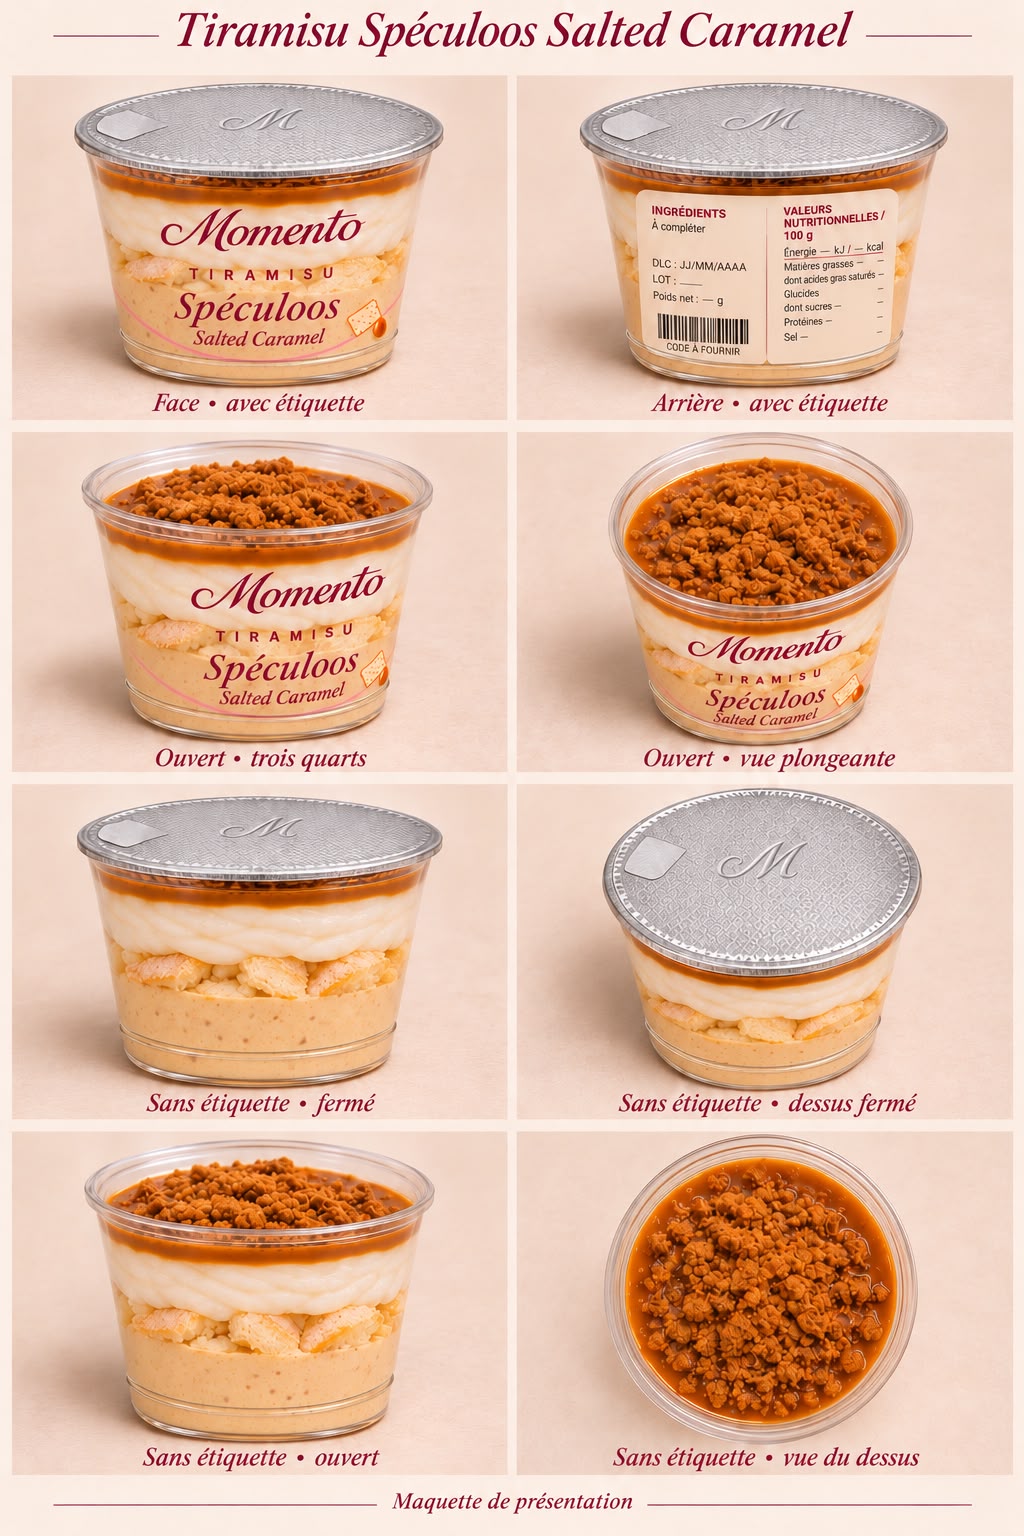 Tiramisu Spéculoos Salted Caramel
M
Momento
TIRAMISU
Spéculoos
Salted Caramel
Face • avec étiquette
M
INGRÉDIENTS
À compléter
DLC : JJ/MM/AAAA
LOT : ___
Poids net : — g
CODE À FOURNIR
VALEURS
NUTRITIONNELLES /
100 g
Énergie — kJ / — kcal
Matières grasses – –
dont acides gras saturés – –
Glucides –
dont sucres – –
Protéines – –
Sel – –
Arrière • avec étiquette
Momento
TIRAMISU
Spéculoos
Salted Caramel
Ouvert • trois quarts
Momento
TIRAMISU
Spéculoos
Salted Caramel
Ouvert • vue plongeante
M
Sans étiquette • fermé
M
Sans étiquette • dessus fermé
Sans étiquette • ouvert
Sans étiquette • vue du dessus
Maquette de présentation